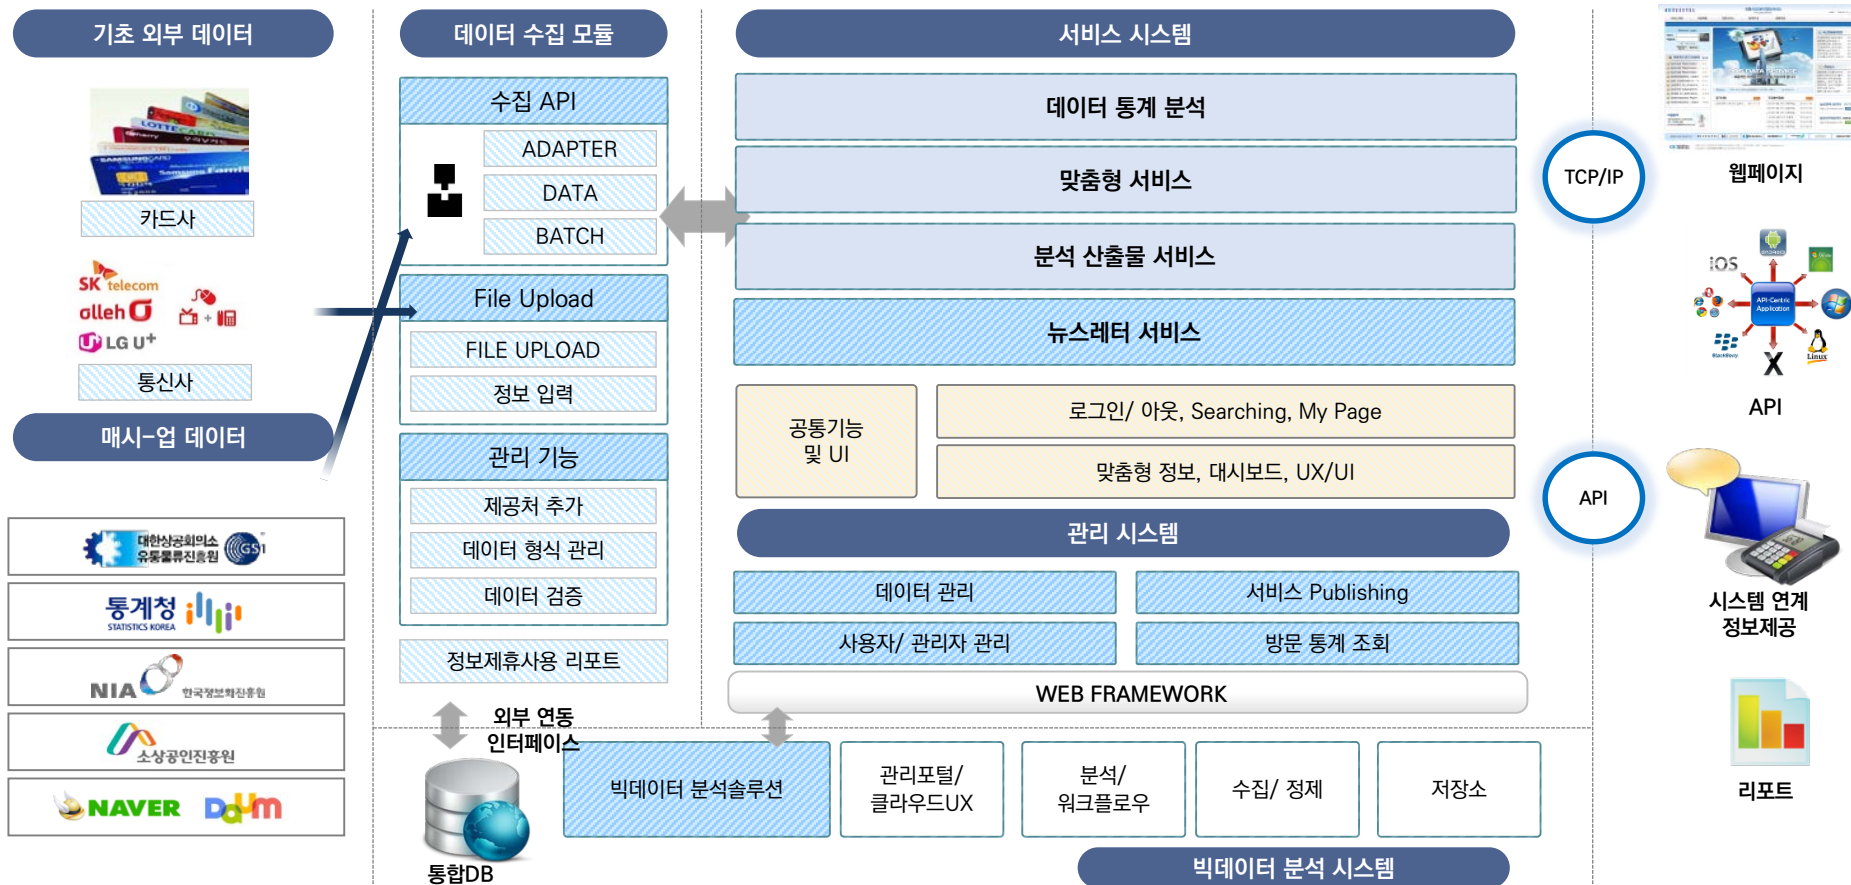 기초 외부 데이터
LOTTECARD
SAMSUNGCARD
카드사
SK telecom
olleh
LG U+
통신사
매시-업 데이터
대한상공회의소
유통물류진흥원
GS1
통계청
STATISTICS KOREA
NIA 한국정보화진흥원
소상공인진흥원
NAVER Daum
데이터 수집 모듈
수집 API
ADAPTER
DATA
BATCH
File Upload
FILE UPLOAD
정보 입력
관리 기능
제공처 추가
데이터 형식 관리
데이터 검증
정보제휴사용 리포트
외부 연동
인터페이스
통합DB
서비스 시스템
데이터 통계 분석
맞춤형 서비스
분석 산출물 서비스
뉴스레터 서비스
공통기능
및 UI
로그인/ 아웃, Searching, My Page
맞춤형 정보, 대시보드, UX/UI
관리 시스템
데이터 관리
서비스 Publishing
사용자/ 관리자 관리
방문 통계 조회
WEB FRAMEWORK
빅데이터 분석솔루션
관리포털/
클라우드UX
분석/
워크플로우
수집/ 정제
저장소
빅데이터 분석 시스템
TCP/IP
API
웹페이지
iOS
API-Centric
Application
BlackBerry
X
Linux
API
시스템 연계
정보제공
리포트